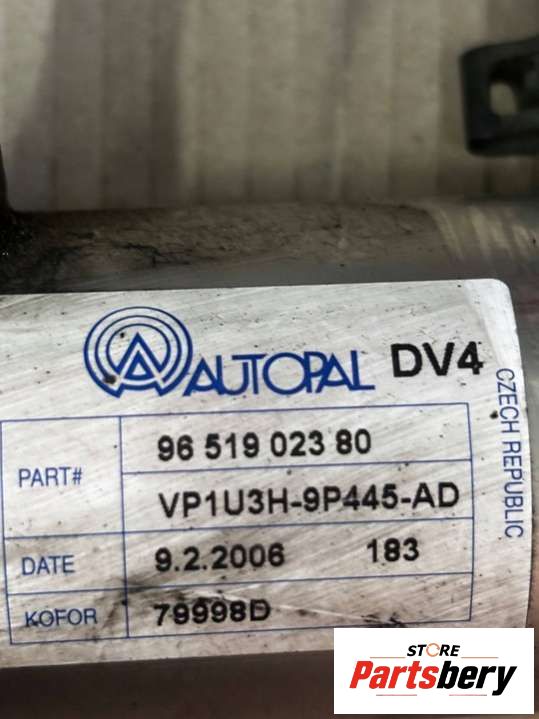 AUTOPAL DV4
CZECH REPUBLIC
PART# 96 519 023 80
VP1U3H-9P445-AD
DATE 9.2.2006 183
KOFOR 79998D
STORE
Partsbery